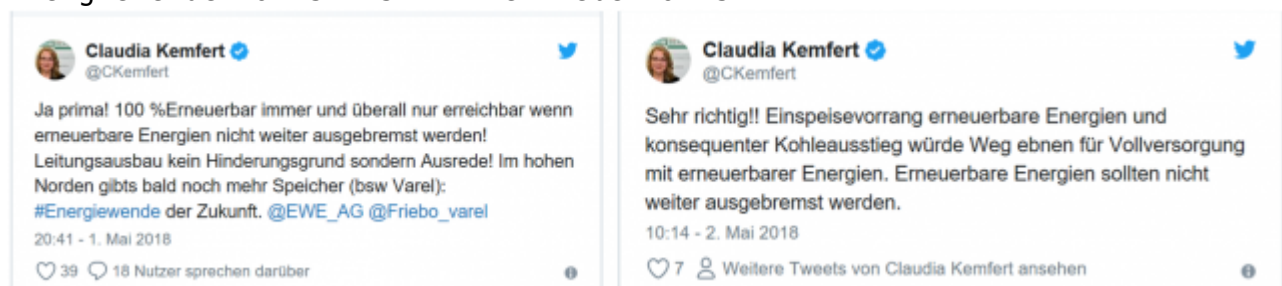 Claudia Kemfert
@CKemfert
Ja prima! 100 %Erneuerbar immer und überall nur erreichbar wenn
erneuerbare Energien nicht weiter ausgebremst werden!
Leitungsausbau kein Hinderungsgrund sondern Ausrede! Im hohen
Norden gibts bald noch mehr Speicher (bsw Varel):
#Energiewende der Zukunft. @EWE_AG @Friebo_varel
20:41 - 1. Mai 2018
39 18 Nutzer sprechen darüber
Claudia Kemfert
@CKemfert
Sehr richtig!! Einspeisevorrang erneuerbare Energien und
konsequenter Kohleausstieg würde Weg ebnen für Vollversorgung
mit erneuerbarer Energien. Erneuerbare Energien sollten nicht
weiter ausgebremst werden.
10:14 - 2. Mai 2018
7 Weitere Tweets von Claudia Kemfert ansehen